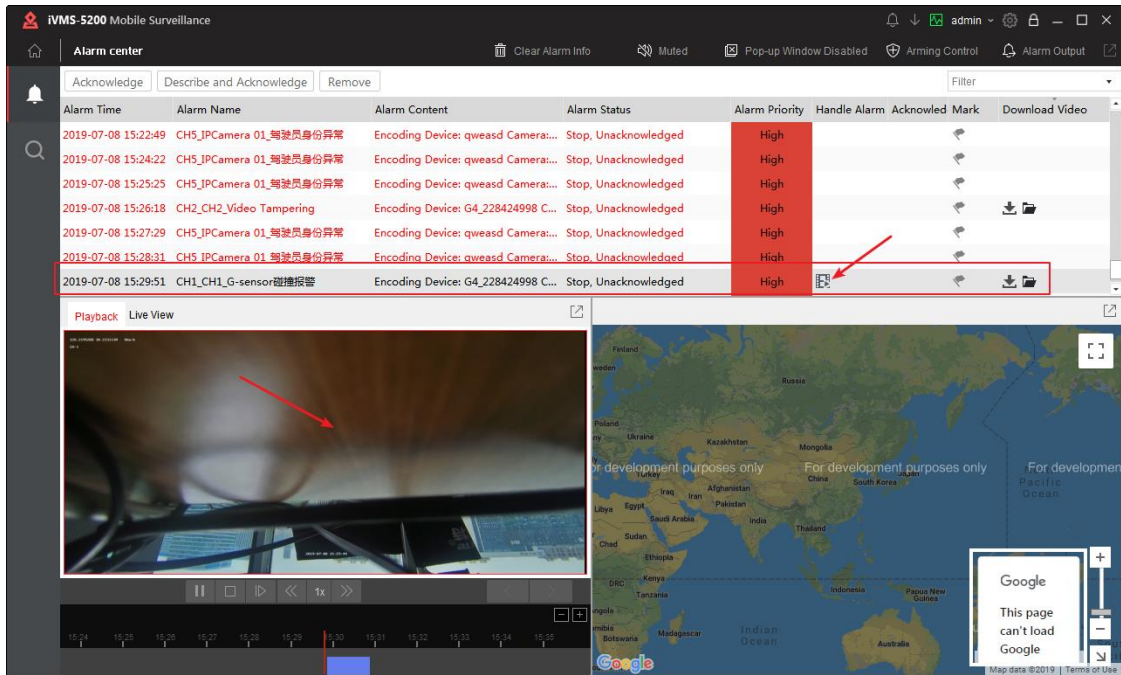 iVMS-5200 Mobile Surveillance
admin
Alarm center
Clear Alarm Info
Muted
Pop-up Window Disabled
Arming Control
Alarm Output
Acknowledge
Describe and Acknowledge
Remove
Filter
Alarm Time Alarm Name Alarm Content Alarm Status Alarm Priority Handle Alarm Acknowled Mark Download Video
2019-07-08 15:22:49 CH5_IPCamera 01_驾驶员身份异常 Encoding Device: qweasd Camera:... Stop, Unacknowledged High
2019-07-08 15:24:22 CH5_IPCamera 01_驾驶员身份异常 Encoding Device: qweasd Camera:... Stop, Unacknowledged High
2019-07-08 15:25:25 CH5_IPCamera 01_驾驶员身份异常 Encoding Device: qweasd Camera:... Stop, Unacknowledged High
2019-07-08 15:26:18 CH2_CH2_Video Tampering Encoding Device: G4_228424998 C... Stop, Unacknowledged High
2019-07-08 15:27:29 CH5_IPCamera 01_驾驶员身份异常 Encoding Device: qweasd Camera:... Stop, Unacknowledged High
2019-07-08 15:28:31 CH5_IPCamera 01_驾驶员身份异常 Encoding Device: qweasd Camera:... Stop, Unacknowledged High
2019-07-08 15:29:51 CH1_CH1_G-sensor碰撞报警 Encoding Device: G4_228424998 C... Stop, Unacknowledged High
Playback Live View
1x
15:24 15:25 15:26 15:27 15:28 15:29 15:30 15:31 15:32 15:33 15:34 15:35
Finland
weden
Russia
Poland
Ukraine
Kazakhstan
Mongolia
or development purposes only For development purposes only For developmen
Turkey
China
South Korea
Japan
Pacific
Ocean
Iraq
Iran
Afghanistan
Pakistan
Libya
Egypt
Saudi Arabia
India
Thailand
Chad
Sudan
Ethiopia
DRC
Kenya
Tanzania
Indonesia
Papua New
Guinea
ngola
mibia
Botswana
Madagascar
Indian
Ocean
Australia
Google
This page
can't load
Google
Google
Map data ©2019 Terms of Use